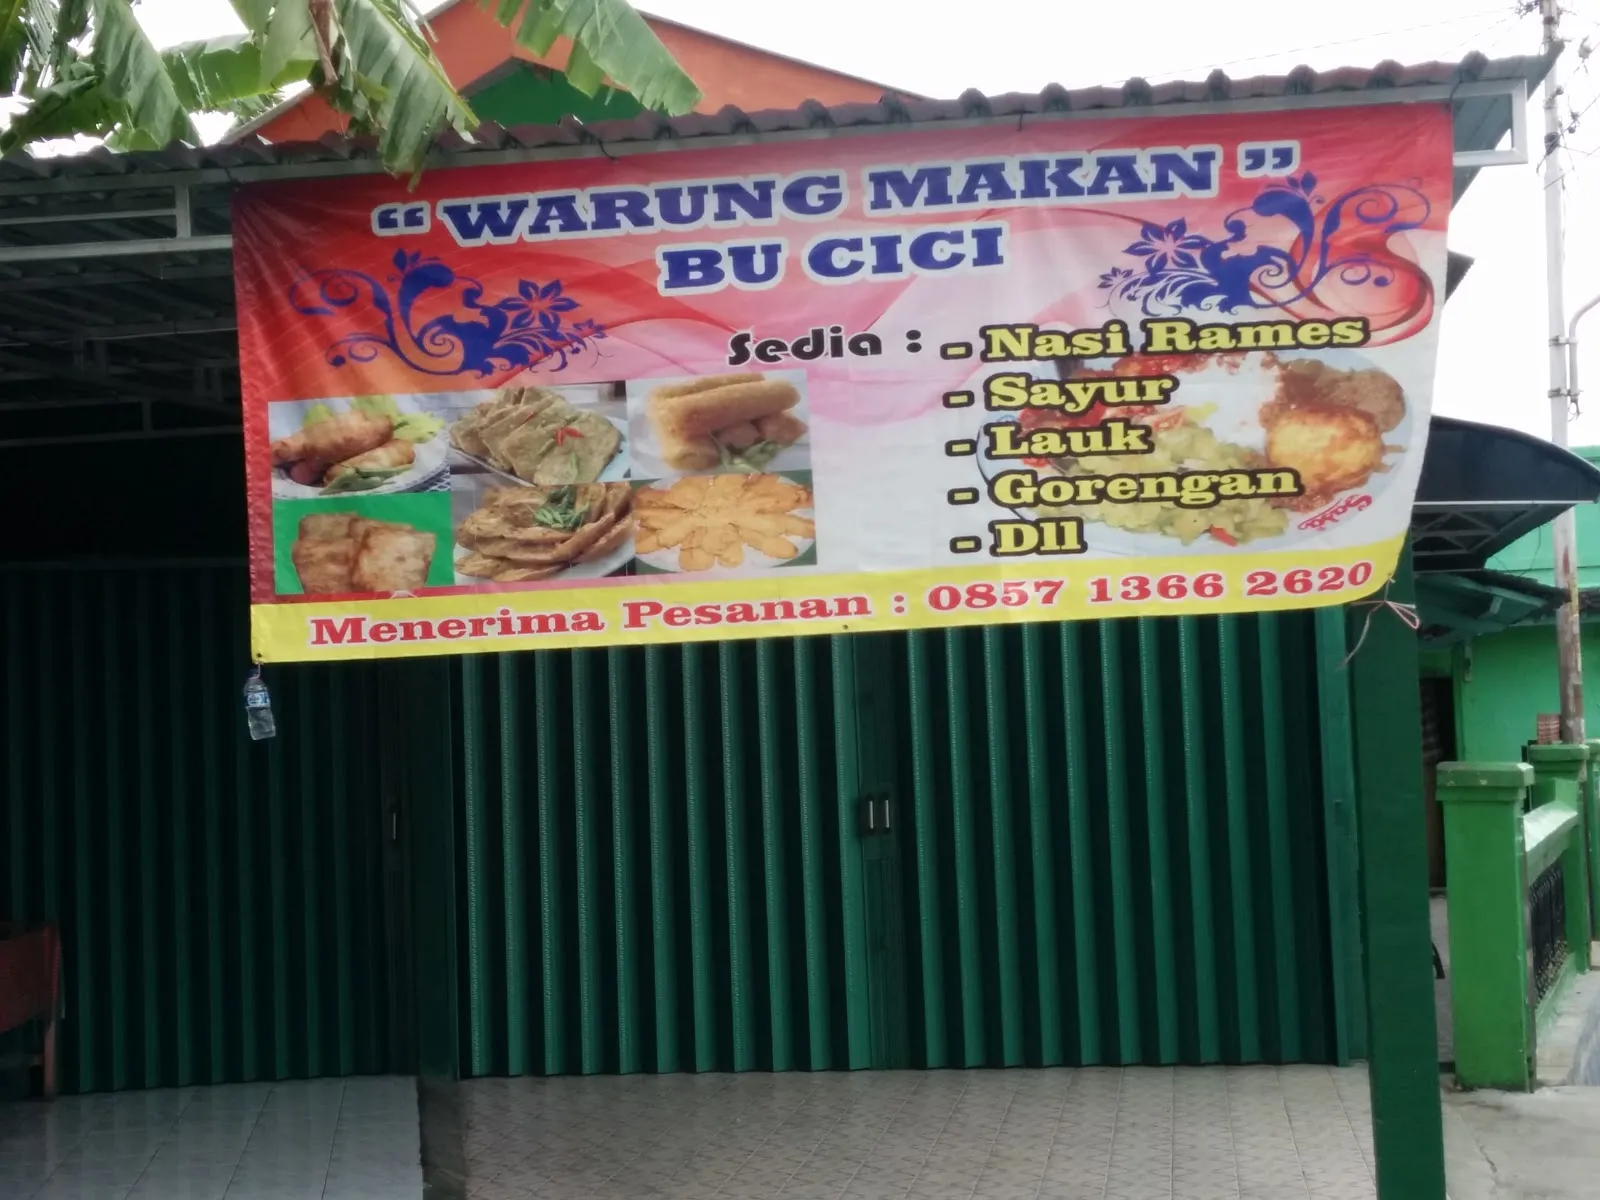 “ WARUNG MAKAN ”
BU CICI
Sedia : - Nasi Rames
- Sayur
- Lauk
- Gorengan
- Dll
Menerima Pesanan : 0857 1366 2620